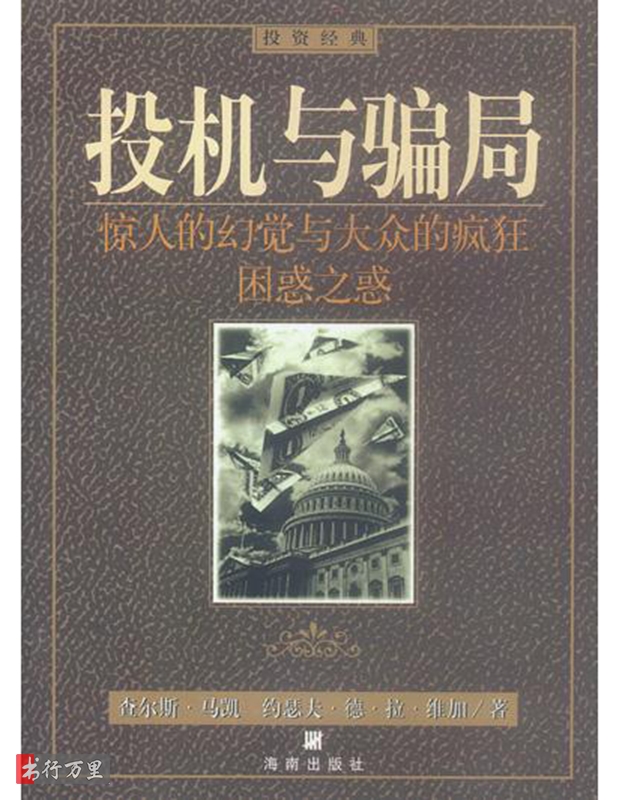 投资经典
投机与骗局
惊人的幻觉与大众的疯狂
困惑之惑
查尔斯·马凯 约瑟夫·德·拉·维加/著
海南出版社
书行万里